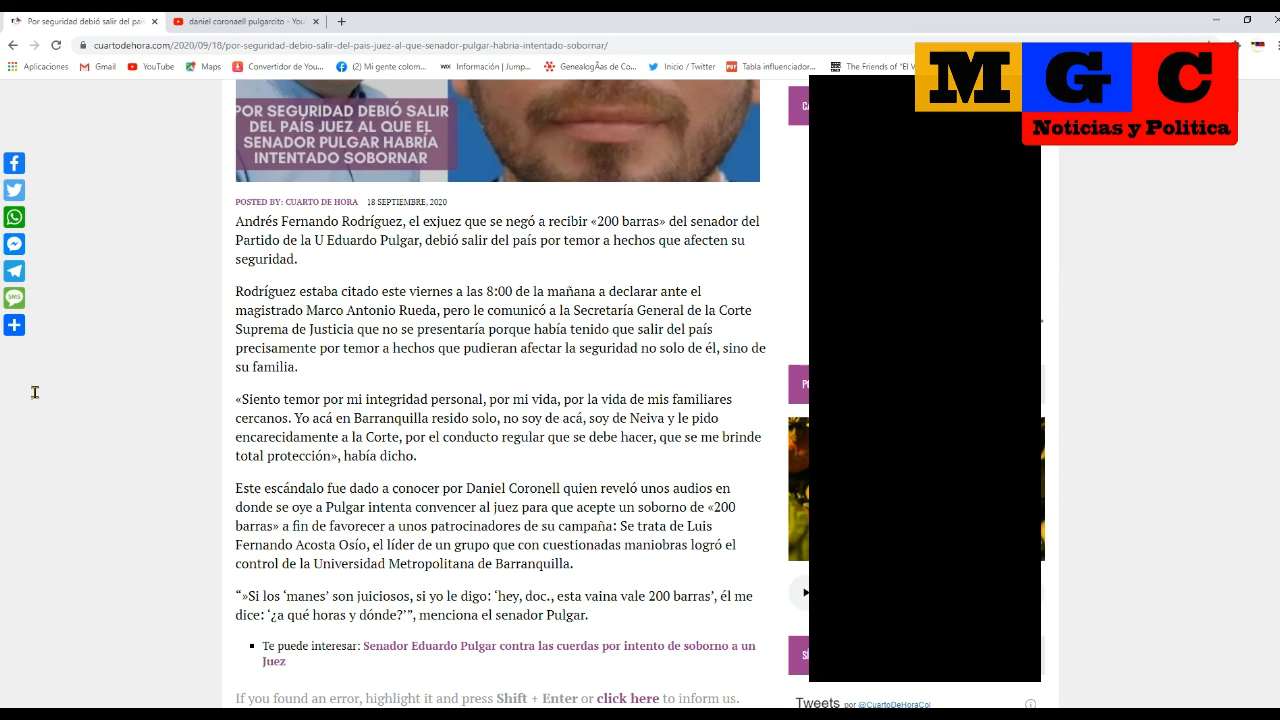 Por seguridad debió salir del paí
daniel coronaell pulgarcito - You
cuartodehora.com/2020/09/18/por-seguridad-debio-salir-del-pais-juez-al-que-senador-pulgar-habria-intentado-sobornar/
Aplicaciones Gmail YouTube Maps Convertidor de You... (2) Mi gente colom... WIX Información | Jump... GenealogÃ­as de Co... Inicio / Twitter Tabla influenciador... The Friends of "El V
MGC
Noticias y Politica
POR SEGURIDAD DEBIÓ SALIR
DEL PAÍS JUEZ AL QUE EL
SENADOR PULGAR HABRÍA
INTENTADO SOBORNAR
POSTED BY: CUARTO DE HORA 18 SEPTIEMBRE, 2020
Andrés Fernando Rodríguez, el exjuez que se negó a recibir «200 barras» del senador del
Partido de la U Eduardo Pulgar, debió salir del país por temor a hechos que afecten su
seguridad.
Rodríguez estaba citado este viernes a las 8:00 de la mañana a declarar ante el
magistrado Marco Antonio Rueda, pero le comunicó a la Secretaría General de la Corte
Suprema de Justicia que no se presentaría porque había tenido que salir del país
precisamente por temor a hechos que pudieran afectar la seguridad no solo de él, sino de
su familia.
«Siento temor por mi integridad personal, por mi vida, por la vida de mis familiares
cercanos. Yo acá en Barranquilla resido solo, no soy de acá, soy de Neiva y le pido
encarecidamente a la Corte, por el conducto regular que se debe hacer, que se me brinde
total protección», había dicho.
Este escándalo fue dado a conocer por Daniel Coronell quien reveló unos audios en
donde se oye a Pulgar intenta convencer al juez para que acepte un soborno de «200
barras» a fin de favorecer a unos patrocinadores de su campaña: Se trata de Luis
Fernando Acosta Osío, el líder de un grupo que con cuestionadas maniobras logró el
control de la Universidad Metropolitana de Barranquilla.
“»Si los ‘manes’ son juiciosos, si yo le digo: ‘hey, doc., esta vaina vale 200 barras’, él me
dice: ‘¿a qué horas y dónde?’”, menciona el senador Pulgar.
Te puede interesar: Senador Eduardo Pulgar contra las cuerdas por intento de soborno a un
Juez
If you found an error, highlight it and press Shift + Enter or click here to inform us.
Tweets por @CuartoDeHoraCol